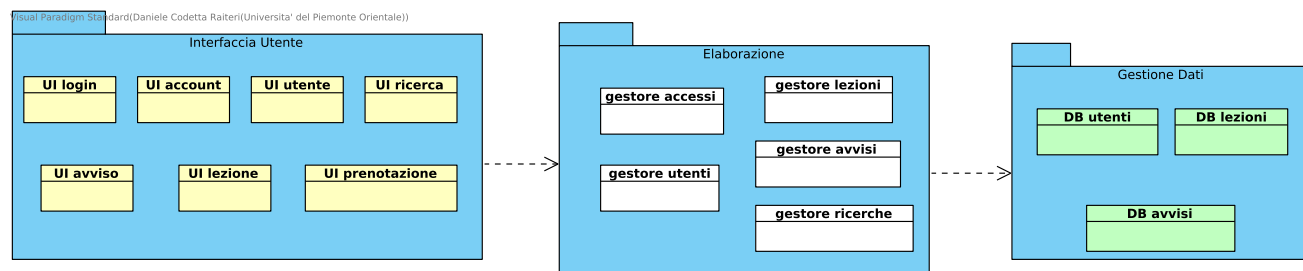 Visual Paradigm Standard(Daniele Codetta Raiteri(Universita' del Piemonte Orientale))
Interfaccia Utente
UI login
UI account
UI utente
UI ricerca
UI avviso
UI lezione
UI prenotazione
Elaborazione
gestore accessi
gestore lezioni
gestore avvisi
gestore utenti
gestore ricerche
Gestione Dati
DB utenti
DB lezioni
DB avvisi